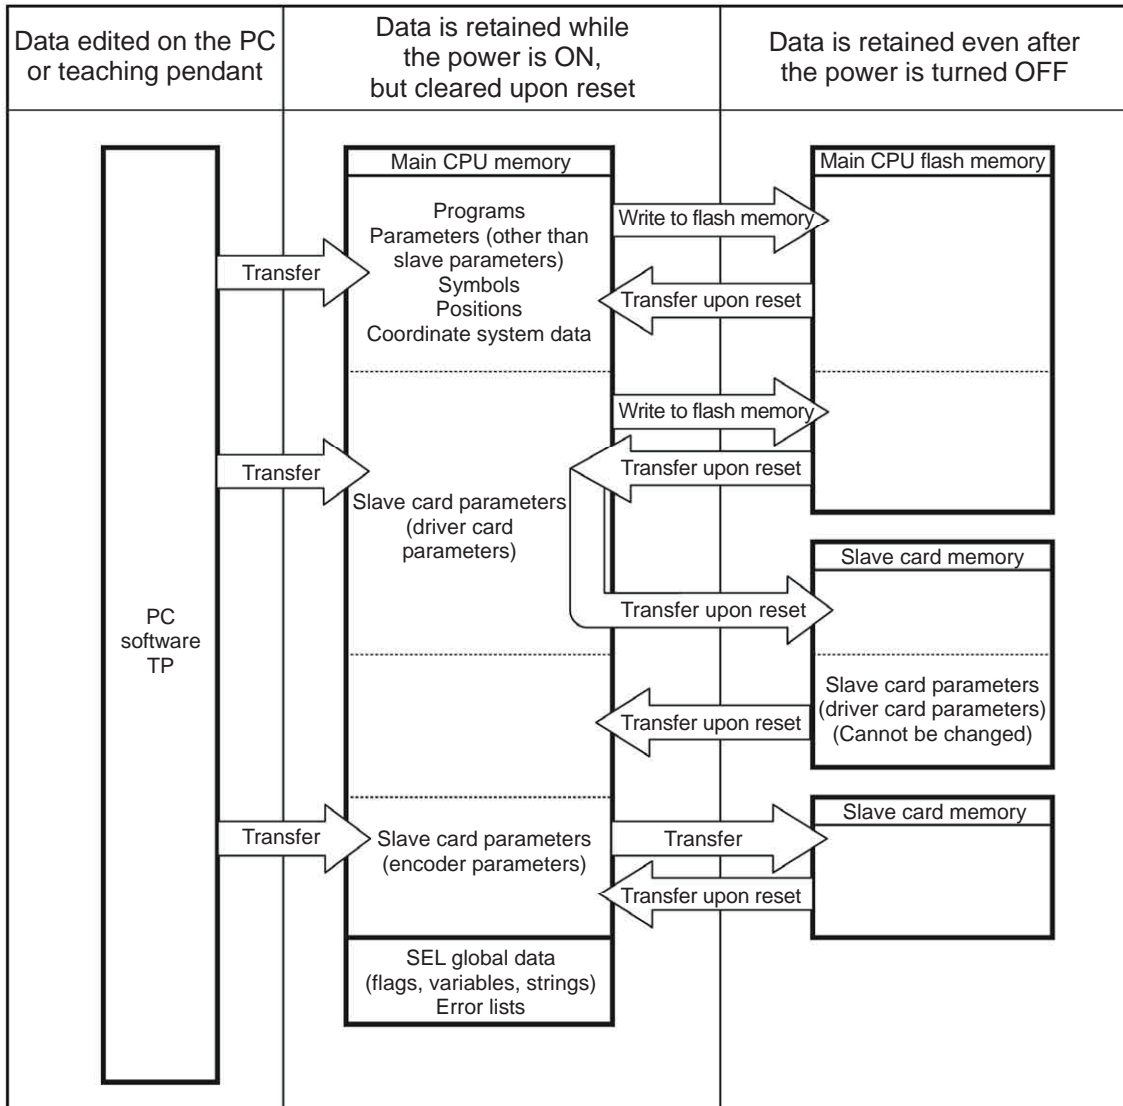 Data edited on the PC
or teaching pendant
Data is retained while
the power is ON,
but cleared upon reset
Data is retained even after
the power is turned OFF
PC
software
TP
Transfer
Transfer
Transfer
Main CPU memory
Programs
Parameters (other than
slave parameters)
Symbols
Positions
Coordinate system data
Slave card parameters
(driver card
parameters)
Slave card parameters
(encoder parameters)
SEL global data
(flags, variables, strings)
Error lists
Write to flash memory
Transfer upon reset
Write to flash memory
Transfer upon reset
Transfer upon reset
Transfer upon reset
Transfer
Transfer upon reset
Main CPU flash memory
Slave card memory
Slave card parameters
(driver card parameters)
(Cannot be changed)
Slave card memory